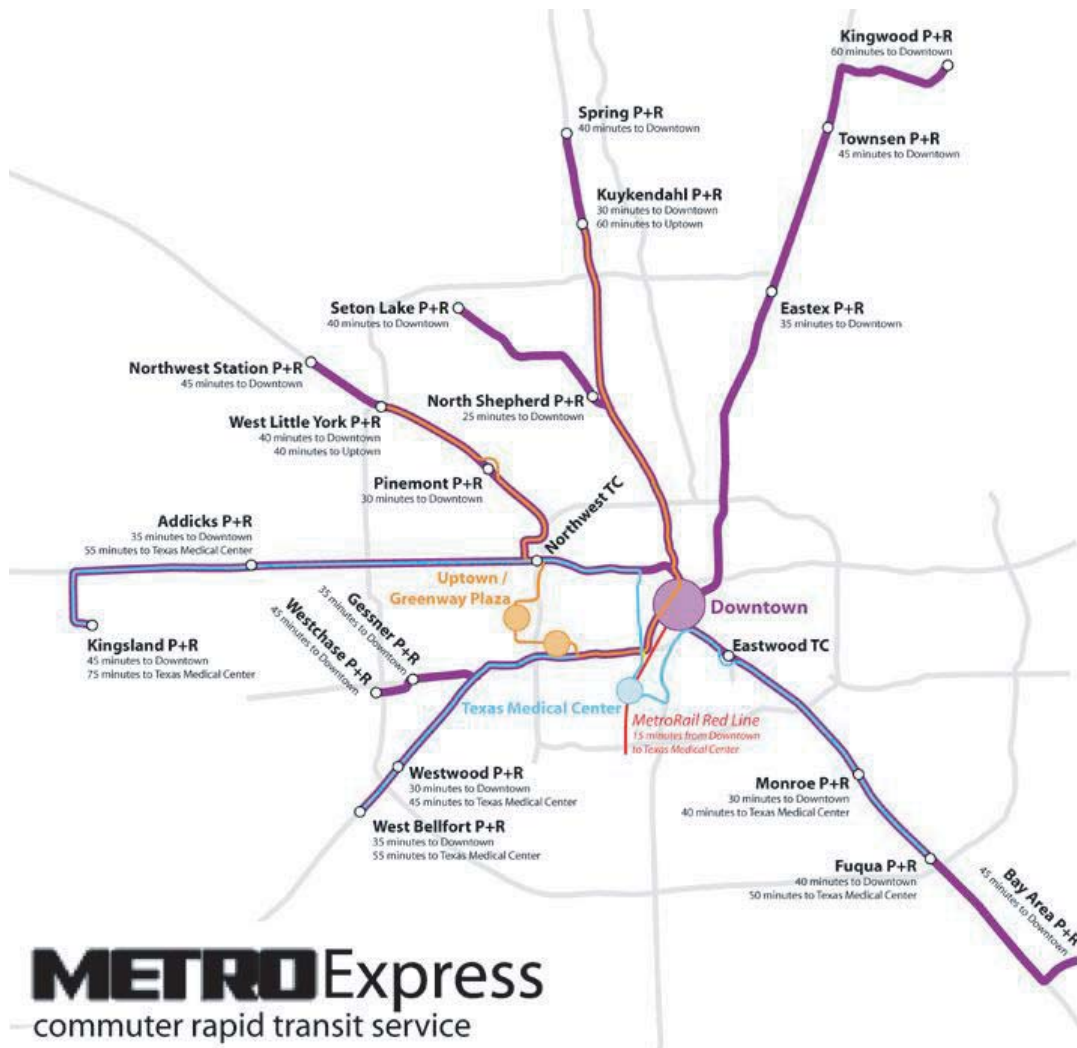 Kingwood P+R
60 minutes to Downtown
Spring P+R
40 minutes to Downtown
Townsen P+R
45 minutes to Downtown
Kuykendahl P+R
30 minutes to Downtown
60 minutes to Uptown
Seton Lake P+R
40 minutes to Downtown
Eastex P+R
35 minutes to Downtown
Northwest Station P+R
45 minutes to Downtown
North Shepherd P+R
25 minutes to Downtown
West Little York P+R
40 minutes to Downtown
40 minutes to Uptown
Pinemont P+R
30 minutes to Downtown
Northwest TC
Addicks P+R
35 minutes to Downtown
55 minutes to Texas Medical Center
Uptown /
Greenway Plaza
Downtown
Gessner P+R
35 minutes to Downtown
Westchase P+R
45 minutes to Downtown
Kingsland P+R
45 minutes to Downtown
75 minutes to Texas Medical Center
Eastwood TC
Texas Medical Center
MetroRail Red Line
15 minutes from Downtown
to Texas Medical Center
Westwood P+R
30 minutes to Downtown
45 minutes to Texas Medical Center
West Bellfort P+R
35 minutes to Downtown
55 minutes to Texas Medical Center
Monroe P+R
30 minutes to Downtown
40 minutes to Texas Medical Center
Fuqua P+R
40 minutes to Downtown
50 minutes to Texas Medical Center
Bay Area P+R
45 minutes to Downtown
METRO Express
commuter rapid transit service